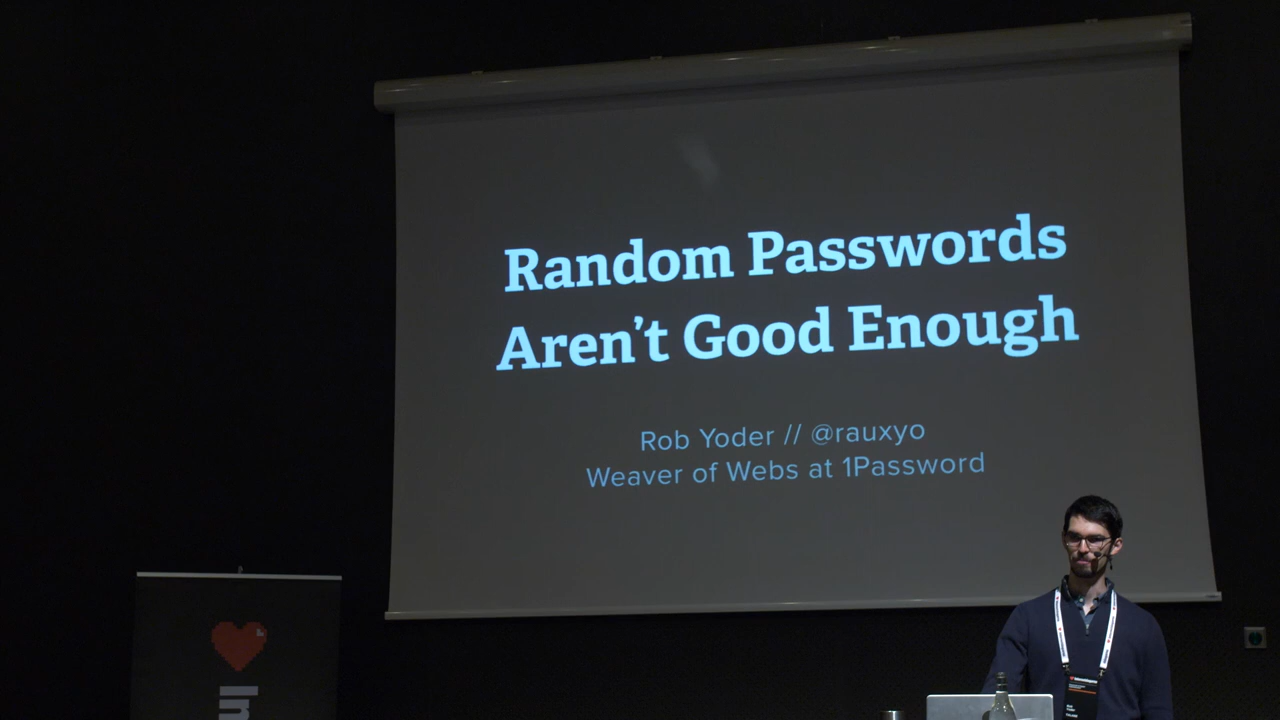 Random Passwords
Aren’t Good Enough
Rob Yoder // @rauxyo
Weaver of Webs at 1Password